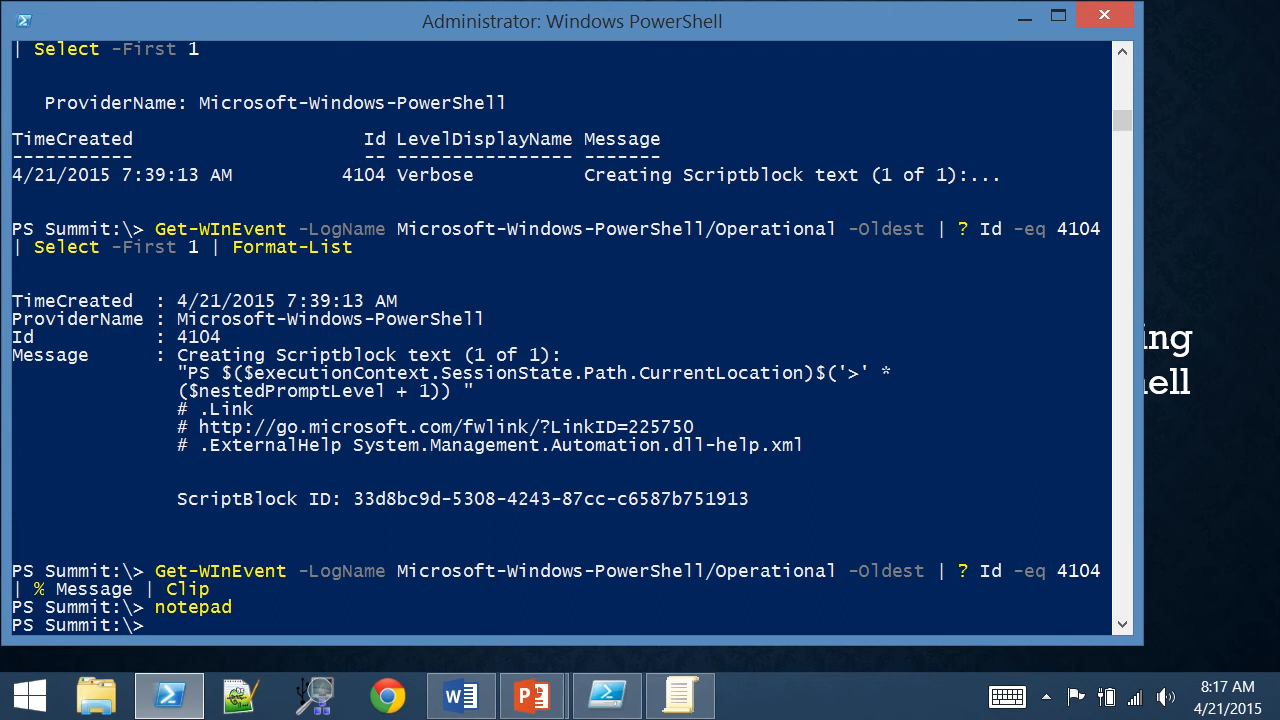 Administrator: Windows PowerShell
| Select -First 1
ProviderName: Microsoft-Windows-PowerShell
TimeCreated Id LevelDisplayName Message
----------- -- ---------------- -------
4/21/2015 7:39:13 AM 4104 Verbose Creating Scriptblock text (1 of 1):...
PS Summit:\> Get-WInEvent -LogName Microsoft-Windows-PowerShell/Operational -Oldest | ? Id -eq 4104
| Select -First 1 | Format-List
TimeCreated : 4/21/2015 7:39:13 AM
ProviderName : Microsoft-Windows-PowerShell
Id : 4104
Message : Creating Scriptblock text (1 of 1):
"PS $($executionContext.SessionState.Path.CurrentLocation)$('>' *
($nestedPromptLevel + 1)) "
# .Link
# http://go.microsoft.com/fwlink/?LinkID=225750
# .ExternalHelp System.Management.Automation.dll-help.xml
ScriptBlock ID: 33d8bc9d-5308-4243-87cc-c6587b751913
PS Summit:\> Get-WInEvent -LogName Microsoft-Windows-PowerShell/Operational -Oldest | ? Id -eq 4104
| % Message | Clip
PS Summit:\> notepad
PS Summit:\>
ing
ell
8:17 AM
4/21/2015